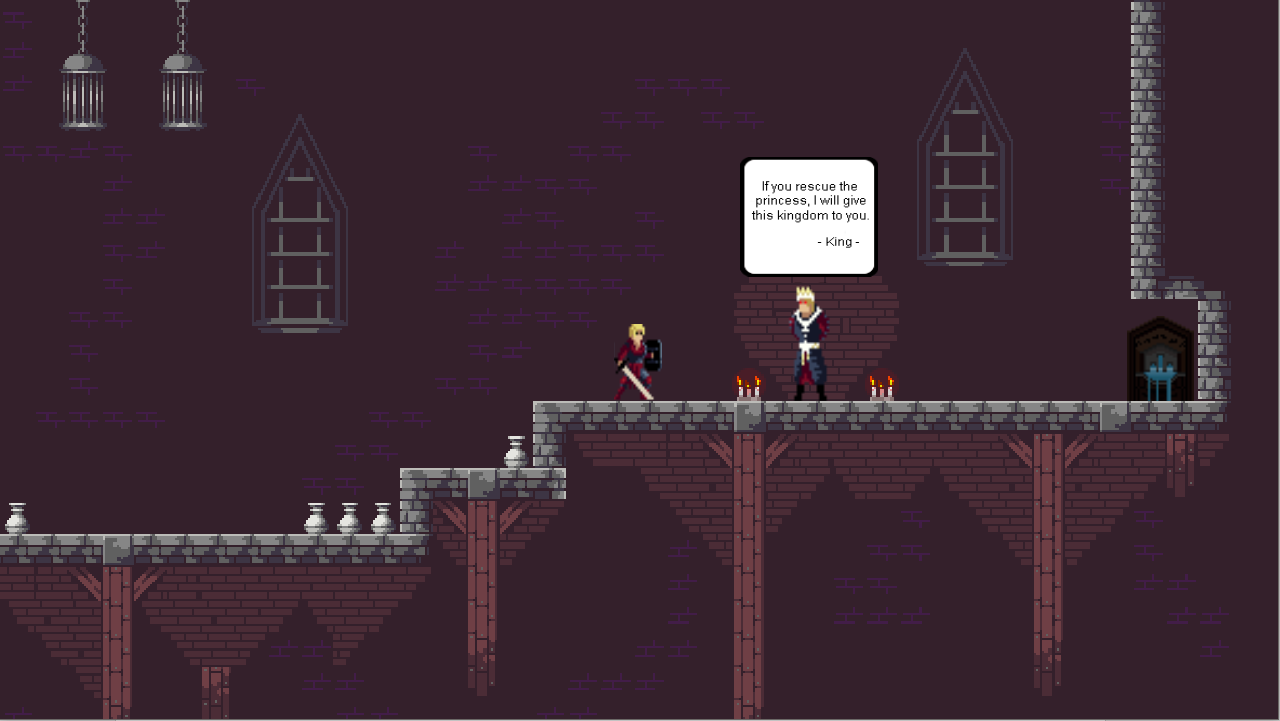 If you rescue the
princess, I will give
this kingdom to you.
- King -